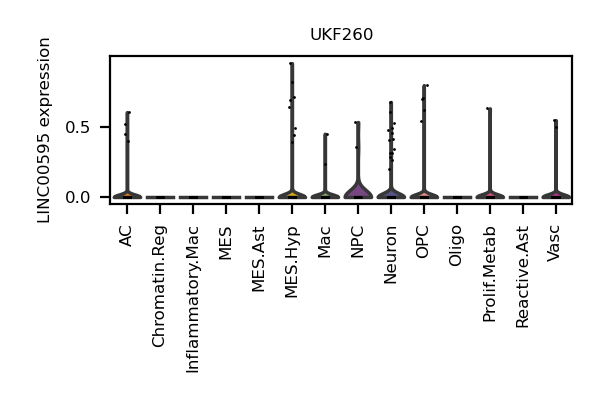 UKF260
LINC00595 expression
0.5
0.0
AC
Chromatin.Reg
Inflammatory.Mac
MES
MES.Ast
MES.Hyp
Mac
NPC
Neuron
OPC
Oligo
Prolif.Metab
Reactive.Ast
Vasc